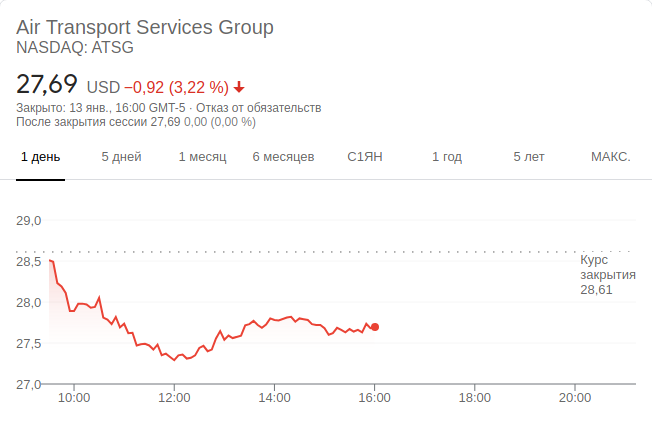 Air Transport Services Group
NASDAQ: ATSG
27,69 USD −0,92 (3,22 %)
Закрыто: 13 янв., 16:00 GMT-5 · Отказ от обязательств
После закрытия сессии 27,69 0,00 (0,00 %)
1 день 5 дней 1 месяц 6 месяцев С1ЯН 1 год 5 лет МАКС.
29,0
28,5
28,0
27,5
27,0
Курс
закрытия
28,61
10:00 12:00 14:00 16:00 18:00 20:00